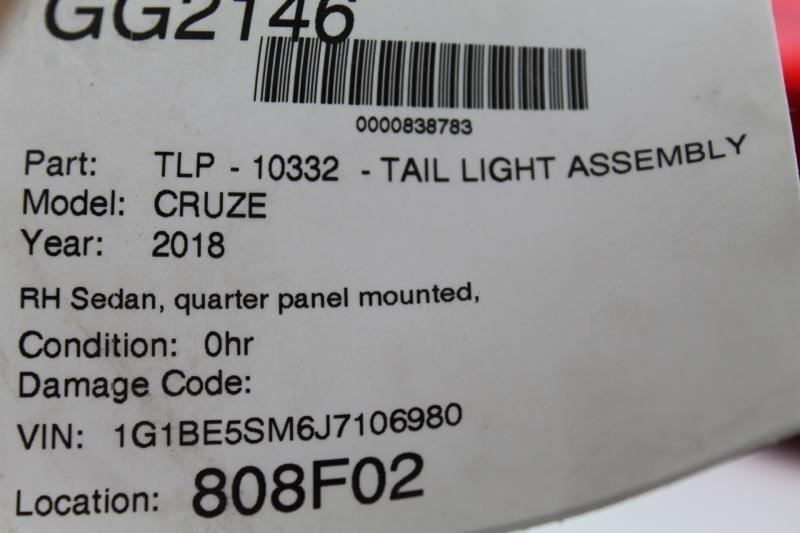 GG2146
0000838783
Part: TLP - 10332 - TAIL LIGHT ASSEMBLY
Model: CRUZE
Year: 2018
RH Sedan, quarter panel mounted,
Condition: 0hr
Damage Code:
VIN: 1G1BE5SM6J7106980
Location: 808F02